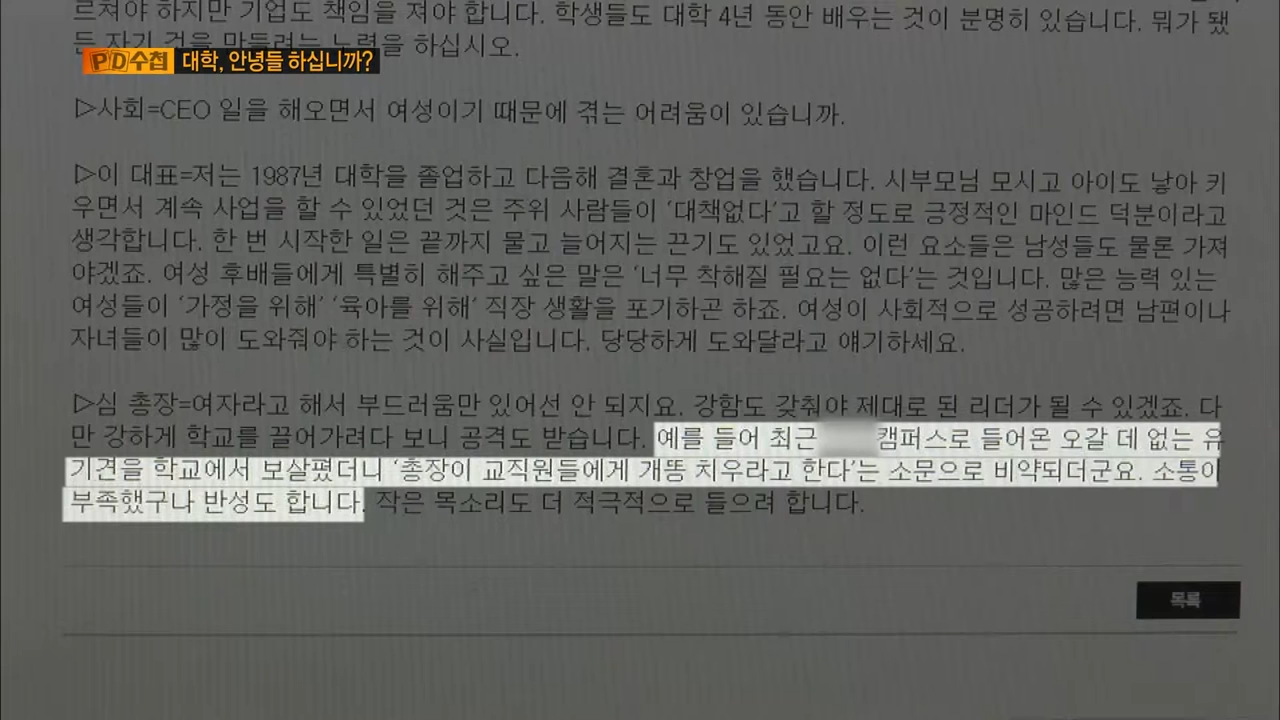 르쳐야 하지만 기업도 책임을 져야 합니다. 학생들도 대학 4년 동안 배우는 것이 분명히 있습니다. 뭐가 됐
든 자기 것을 만들려는 노력을 하십시오.
PD수첩 대학, 안녕들 하십니까?
▷사회=CEO 일을 해오면서 여성이기 때문에 겪는 어려움이 있습니까.
▷이 대표=저는 1987년 대학을 졸업하고 다음해 결혼과 창업을 했습니다. 시부모님 모시고 아이도 낳아 키
우면서 계속 사업을 할 수 있었던 것은 주위 사람들이 '대책없다'고 할 정도로 긍정적인 마인드 덕분이라고
생각합니다. 한 번 시작한 일은 끝까지 물고 늘어지는 끈기도 있었고요. 이런 요소들은 남성들도 물론 가져
야겠죠. 여성 후배들에게 특별히 해주고 싶은 말은 '너무 착해질 필요는 없다'는 것입니다. 많은 능력 있는
여성들이 '가정을 위해' '육아를 위해' 직장 생활을 포기하곤 하죠. 여성이 사회적으로 성공하려면 남편이나
자녀들이 많이 도와줘야 하는 것이 사실입니다. 당당하게 도와달라고 얘기하세요.
▷심 총장=여자라고 해서 부드러움만 있어선 안 되지요. 강함도 갖춰야 제대로 된 리더가 될 수 있겠죠. 다
만 강하게 학교를 끌어가려다 보니 공격도 받습니다. 예를 들어 최근 캠퍼스로 들어온 오갈 데 없는 유
기견을 학교에서 보살폈더니 '총장이 교직원들에게 개똥 치우라고 한다'는 소문으로 비약되더군요. 소통이
부족했구나 반성도 합니다. 작은 목소리도 더 적극적으로 들으려 합니다.
목록